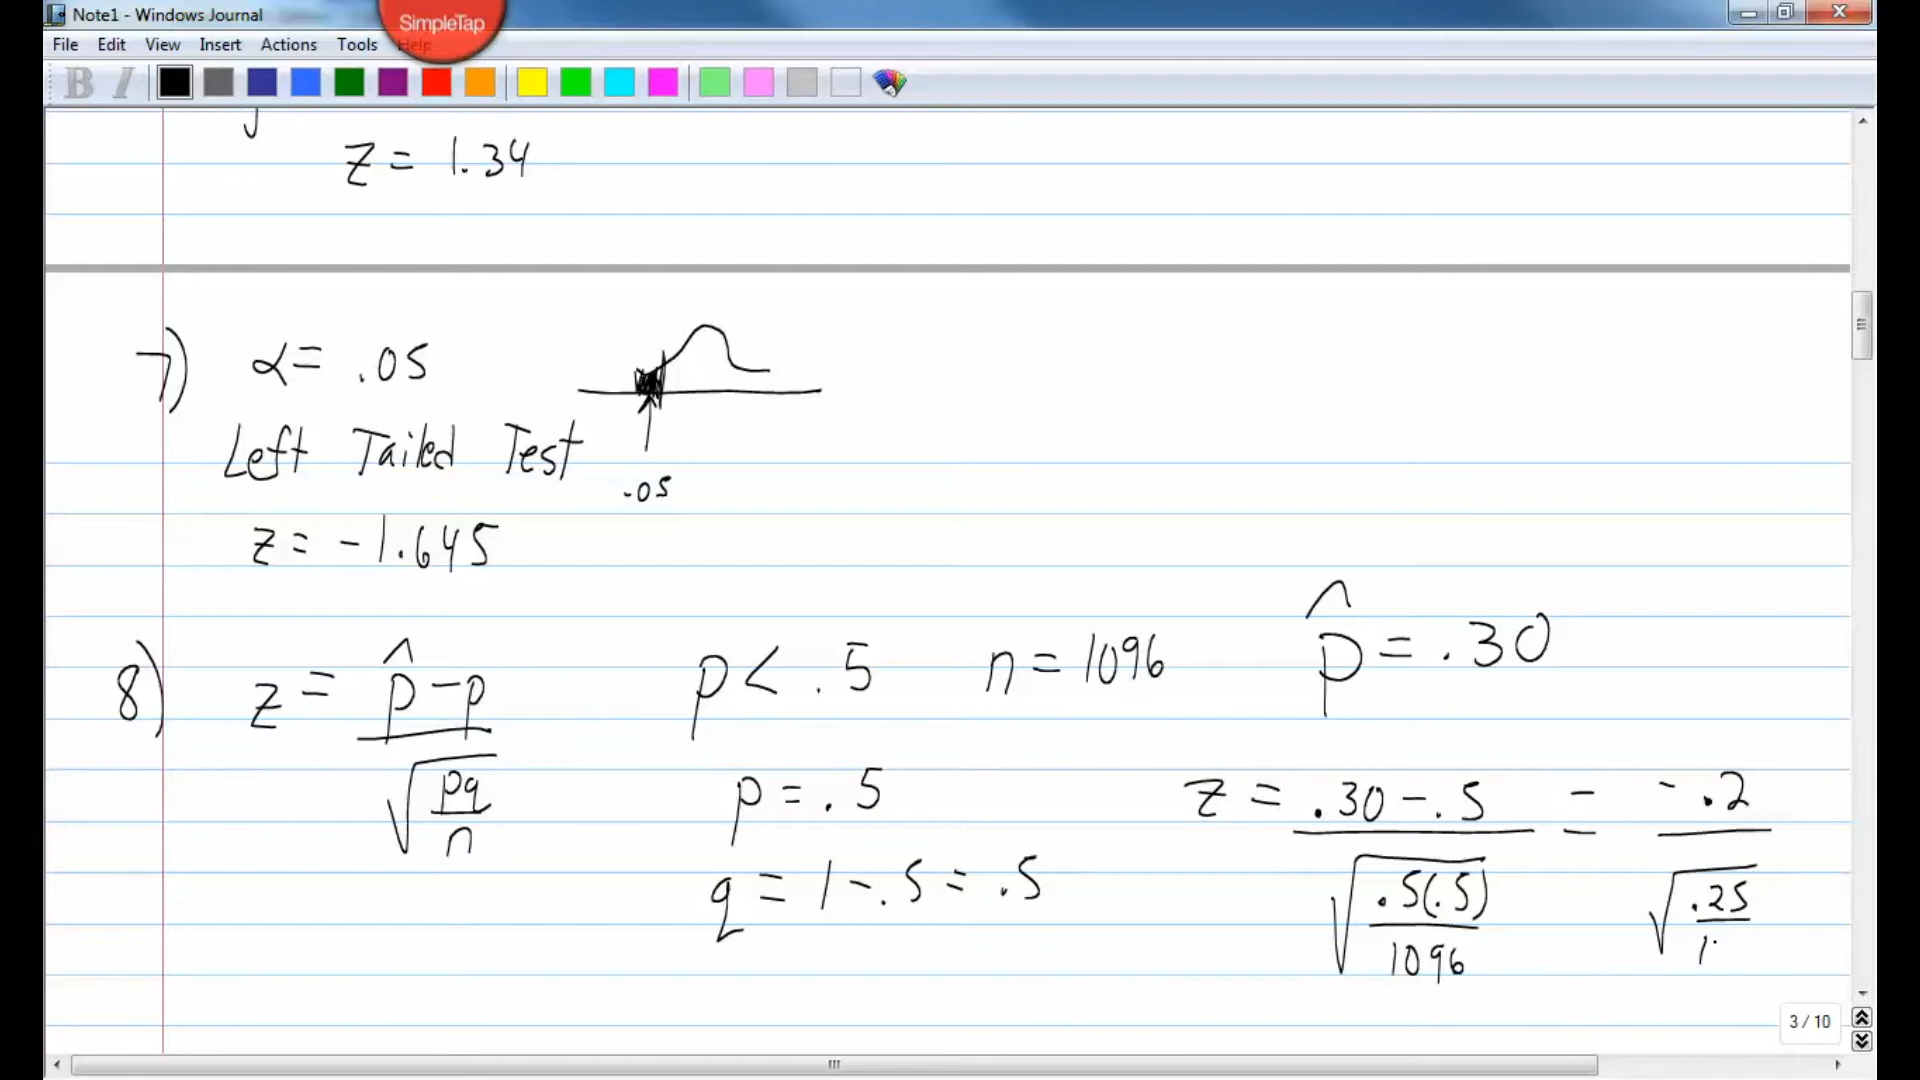 Note1 - Windows Journal
SimpleTap
File Edit View Insert Actions Tools Help
B I
z = 1.34
7) α = .05
Left Tailed Test
.05
z = -1.645
8) z = p̂ - p / √(pq / n)
p < .5 n = 1096 p̂ = .30
p = .5
q = 1 - .5 = .5
z = .30 - .5 / √(.5(.5) / 1096) = -.2 / √(.25 / 1
3 / 10